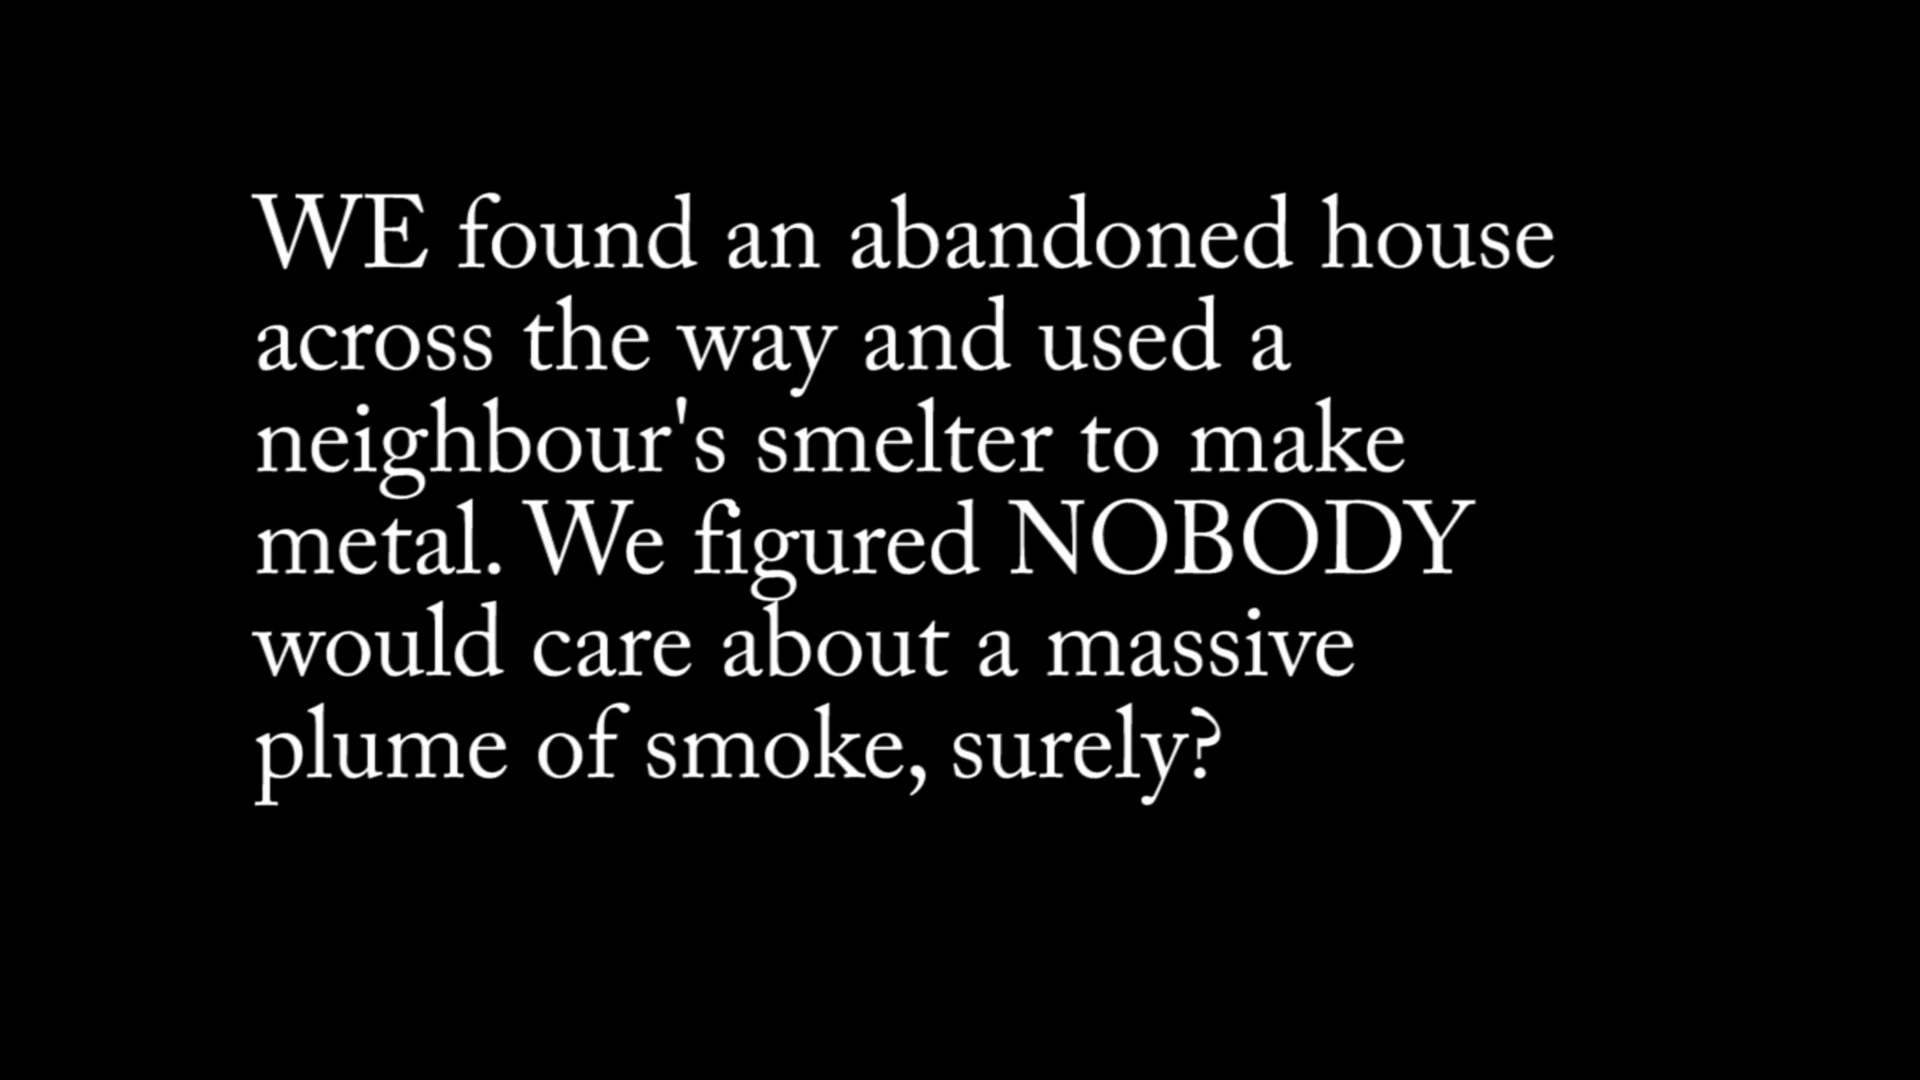 WE found an abandoned house
across the way and used a
neighbour's smelter to make
metal. We figured NOBODY
would care about a massive
plume of smoke, surely?